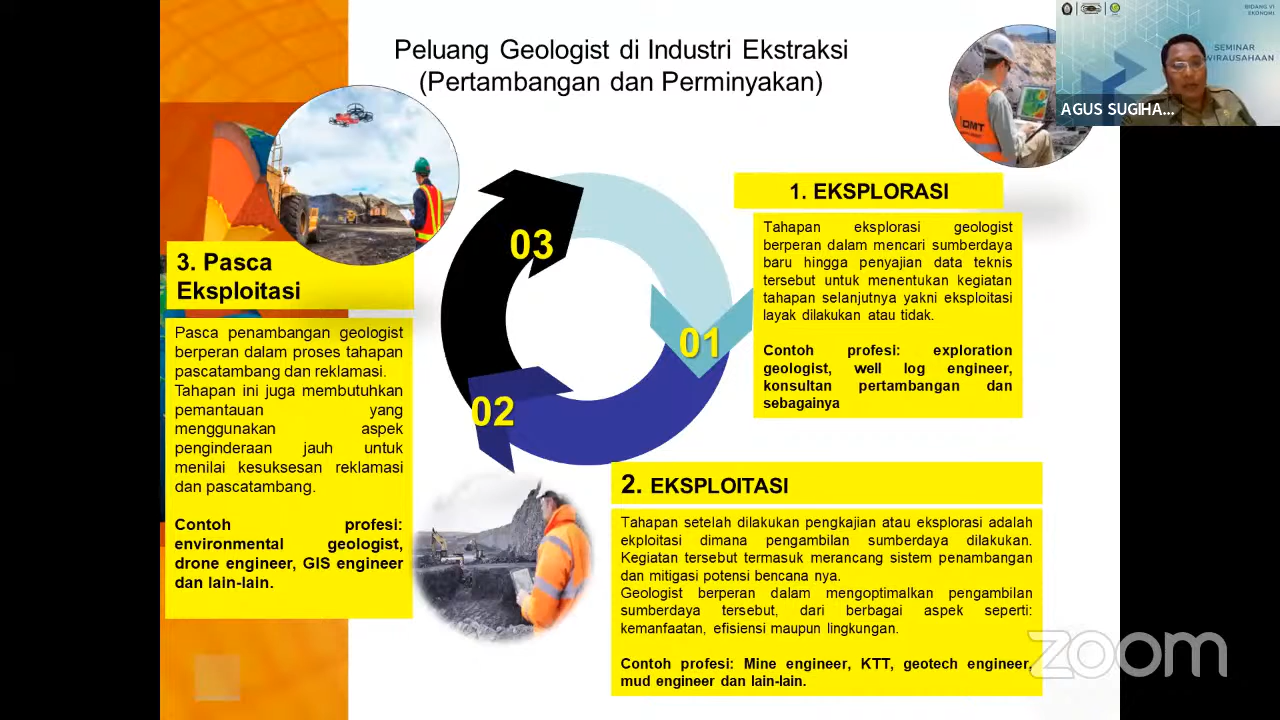 Peluang Geologist di Industri Ekstraksi
(Pertambangan dan Perminyakan)
BIDANG VI
EKONOMI
SEMINAR
WIRAUSAHAAN
AGUS SUGIHA...
DMT
1. EKSPLORASI
Tahapan eksplorasi geologist
berperan dalam mencari sumberdaya
baru hingga penyajian data teknis
tersebut untuk menentukan kegiatan
tahapan selanjutnya yakni eksploitasi
layak dilakukan atau tidak.
Contoh profesi: exploration
geologist, well log engineer,
konsultan pertambangan dan
sebagainya
03
01
02
3. Pasca
Eksploitasi
Pasca penambangan geologist
berperan dalam proses tahapan
pascatambang dan reklamasi.
Tahapan ini juga membutuhkan
pemantauan yang
menggunakan aspek
penginderaan jauh untuk
menilai kesuksesan reklamasi
dan pascatambang.
Contoh profesi:
environmental geologist,
drone engineer, GIS engineer
dan lain-lain.
2. EKSPLOITASI
Tahapan setelah dilakukan pengkajian atau eksplorasi adalah
ekploitasi dimana pengambilan sumberdaya dilakukan.
Kegiatan tersebut termasuk merancang sistem penambangan
dan mitigasi potensi bencana nya.
Geologist berperan dalam mengoptimalkan pengambilan
sumberdaya tersebut, dari berbagai aspek seperti:
kemanfaatan, efisiensi maupun lingkungan.
Contoh profesi: Mine engineer, KTT, geotech engineer,
mud engineer dan lain-lain.
zoom